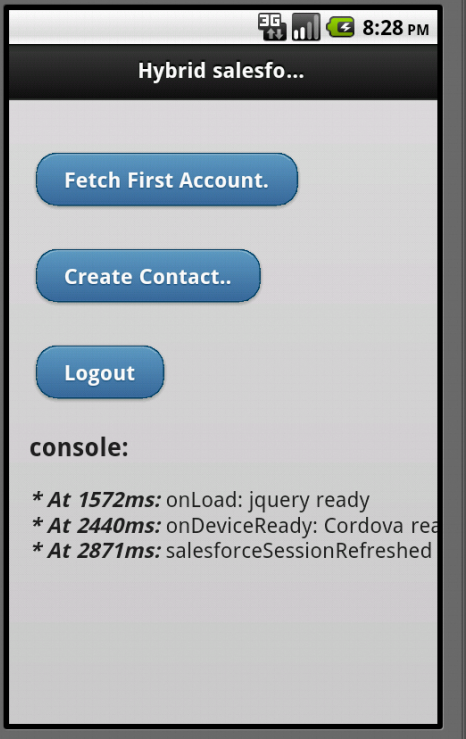 3G 8:28 PM
Hybrid salesfo...
Fetch First Account.
Create Contact..
Logout
console:
* At 1572ms: onLoad: jquery ready
* At 2440ms: onDeviceReady: Cordova rea
* At 2871ms: salesforceSessionRefreshed